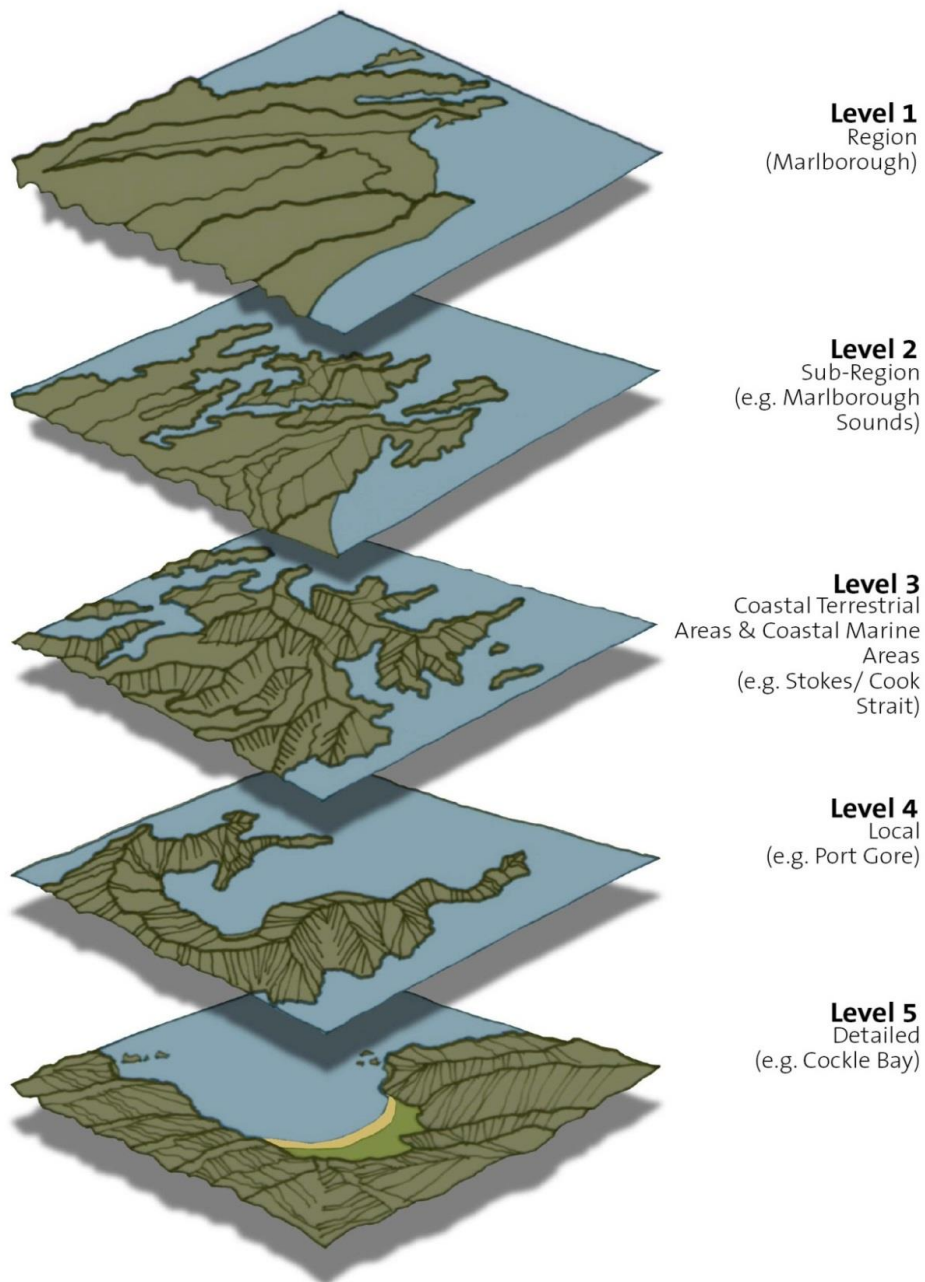 Level 1
Region
(Marlborough)
Level 2
Sub-Region
(e.g. Marlborough
Sounds)
Level 3
Coastal Terrestrial
Areas & Coastal Marine
Areas
(e.g. Stokes/ Cook
Strait)
Level 4
Local
(e.g. Port Gore)
Level 5
Detailed
(e.g. Cockle Bay)